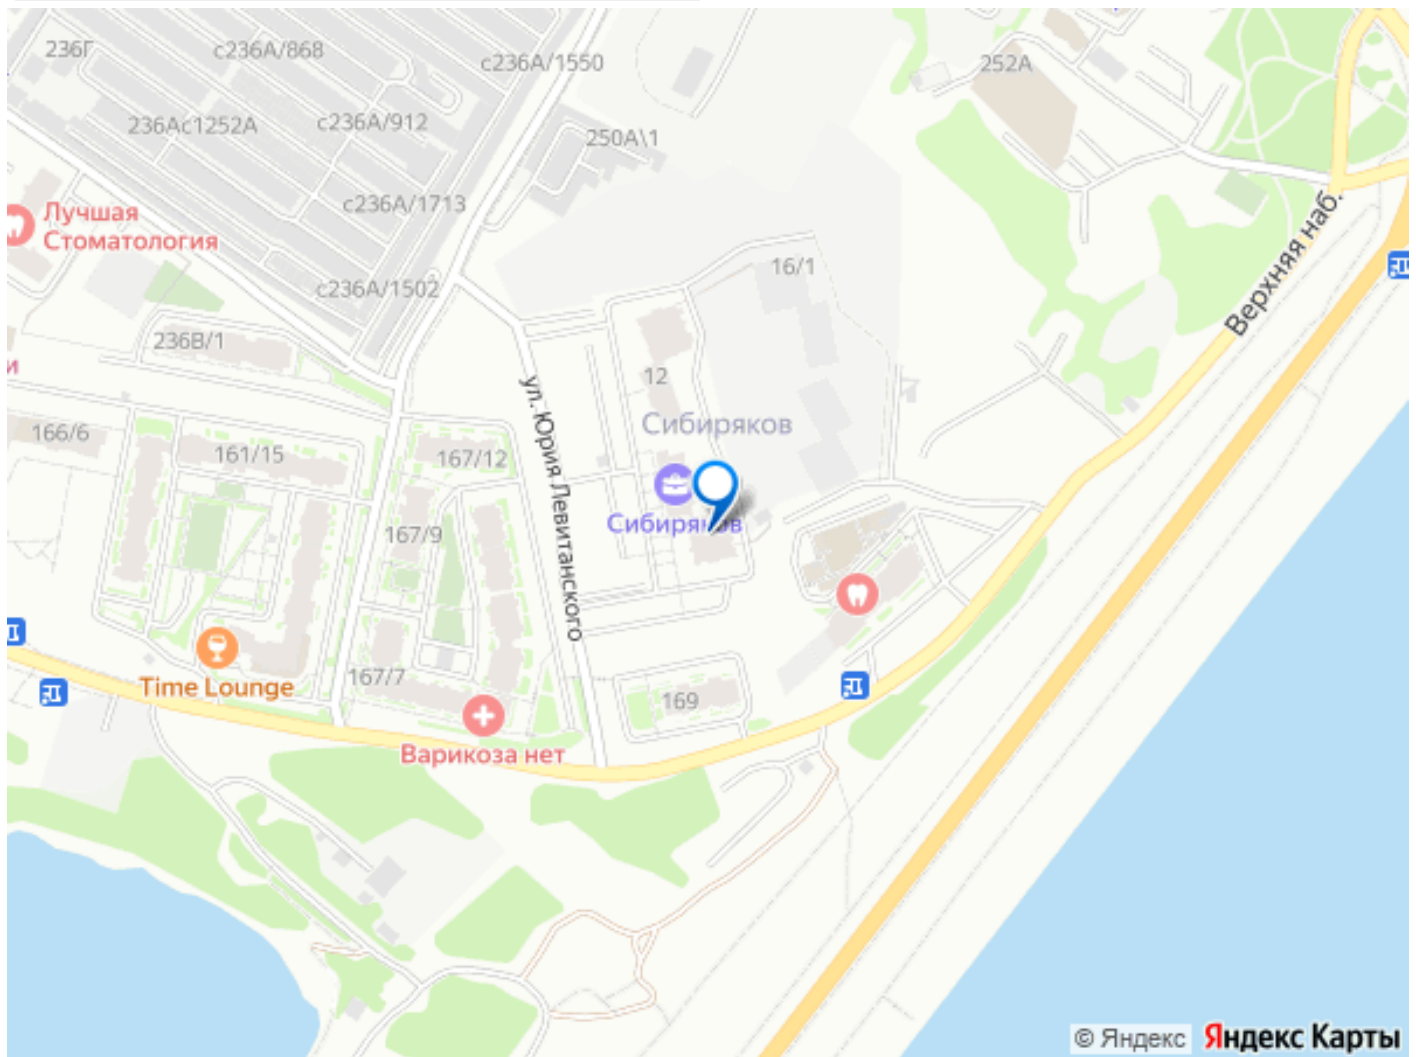 236Г
с236А/868
с236А/1550
252А
236Ас1252А
с236А/912
250А\1
с236А/1713
Лучшая
Стоматология
Верхняя наб.
16/1
с236А/1502
236В/1
и
12
ул. Юрия Левитанского
Сибиряков
166/6
161/15
167/12
Сибиряков
167/9
Time Lounge
167/7
169
Варикоза нет
© Яндекс Яндекс Карты